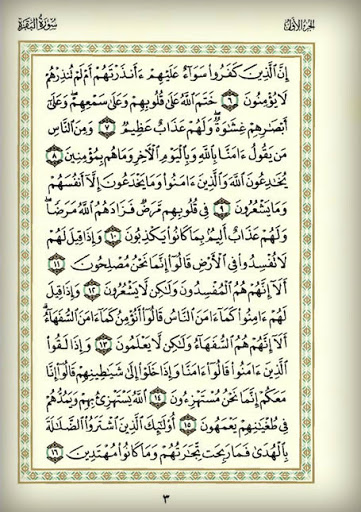 سُورَةُ البَقَرَةِ الجُزْءُ الأَوَّلُ
إِنَّ ٱلَّذِينَ كَفَرُوا۟ سَوَآءٌ عَلَيْهِمْ ءَأَنذَرْتَهُمْ أَمْ لَمْ تُنذِرْهُمْ
لَا يُؤْمِنُونَ ٦ خَتَمَ ٱللَّهُ عَلَىٰ قُلُوبِهِمْ وَعَلَىٰ سَمْعِهِمْ ۖ وَعَلَىٰٓ
أَبْصَـٰرِهِمْ غِشَـٰوَةٌ ۖ وَلَهُمْ عَذَابٌ عَظِيمٌ ٧ وَمِنَ ٱلنَّاسِ
مَن يَقُولُ ءَامَنَّا بِٱللَّهِ وَبِٱلْيَوْمِ ٱلْـَٔاخِرِ وَمَا هُم بِمُؤْمِنِينَ ٨
يُخَـٰدِعُونَ ٱللَّهَ وَٱلَّذِينَ ءَامَنُوا۟ وَمَا يَخْدَعُونَ إِلَّآ أَنفُسَهُمْ
وَمَا يَشْعُرُونَ ٩ فِى قُلُوبِهِم مَّرَضٌ فَزَادَهُمُ ٱللَّهُ مَرَضًا ۖ
وَلَهُمْ عَذَابٌ أَلِيمٌۢ بِمَا كَانُوا۟ يَكْذِبُونَ ١٠ وَإِذَا قِيلَ لَهُمْ
لَا تُفْسِدُوا۟ فِى ٱلْأَرْضِ قَالُوٓا۟ إِنَّمَا نَحْنُ مُصْلِحُونَ ١١
أَلَآ إِنَّهُمْ هُمُ ٱلْمُفْسِدُونَ وَلَـٰكِن لَّا يَشْعُرُونَ ١٢ وَإِذَا قِيلَ
لَهُمْ ءَامِنُوا۟ كَمَآ ءَامَنَ ٱلنَّاسُ قَالُوٓا۟ أَنُؤْمِنُ كَمَآ ءَامَنَ ٱلسُّفَهَآءُ ۗ
أَلَآ إِنَّهُمْ هُمُ ٱلسُّفَهَآءُ وَلَـٰكِن لَّا يَعْلَمُونَ ١٣ وَإِذَا لَقُوا۟
ٱلَّذِينَ ءَامَنُوا۟ قَالُوٓا۟ ءَامَنَّا وَإِذَا خَلَوْا۟ إِلَىٰ شَيَـٰطِينِهِمْ قَالُوٓا۟ إِنَّا
مَعَكُمْ إِنَّمَا نَحْنُ مُسْتَهْزِءُونَ ١٤ ٱللَّهُ يَسْتَهْزِئُ بِهِمْ وَيَمُدُّهُمْ
فِى طُغْيَـٰنِهِمْ يَعْمَهُونَ ١٥ أُو۟لَـٰٓئِكَ ٱلَّذِينَ ٱشْتَرَوُا۟ ٱلضَّلَـٰلَةَ
بِٱلْهُدَىٰ فَمَا رَبِحَت تِّجَـٰرَتُهُمْ وَمَا كَانُوا۟ مُهْتَدِينَ ١٦
٣